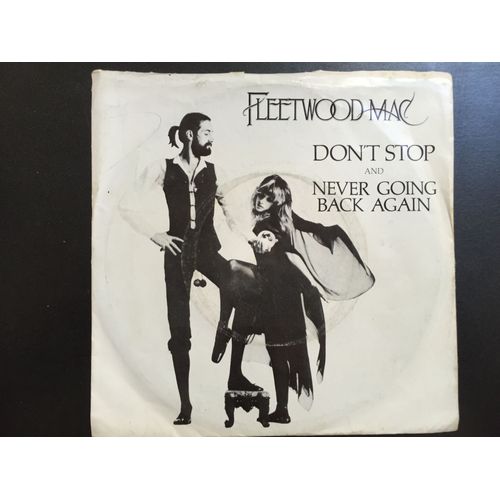 FLEETWOOD MAC
DON'T STOP
AND
NEVER GOING
BACK AGAIN